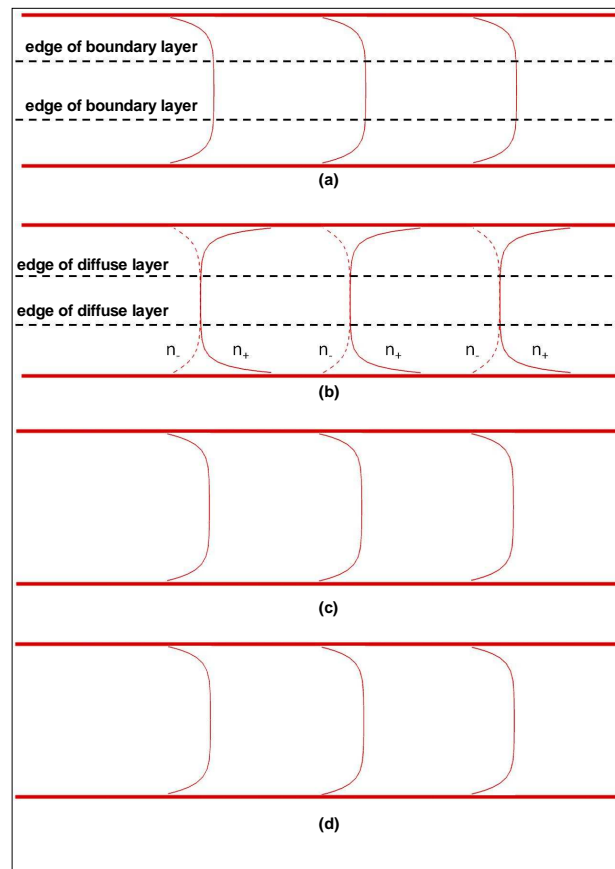 edge of boundary layer
edge of boundary layer
(a)
edge of diffuse layer
edge of diffuse layer
n- n+ n- n+ n- n+
(b)
(c)
(d)